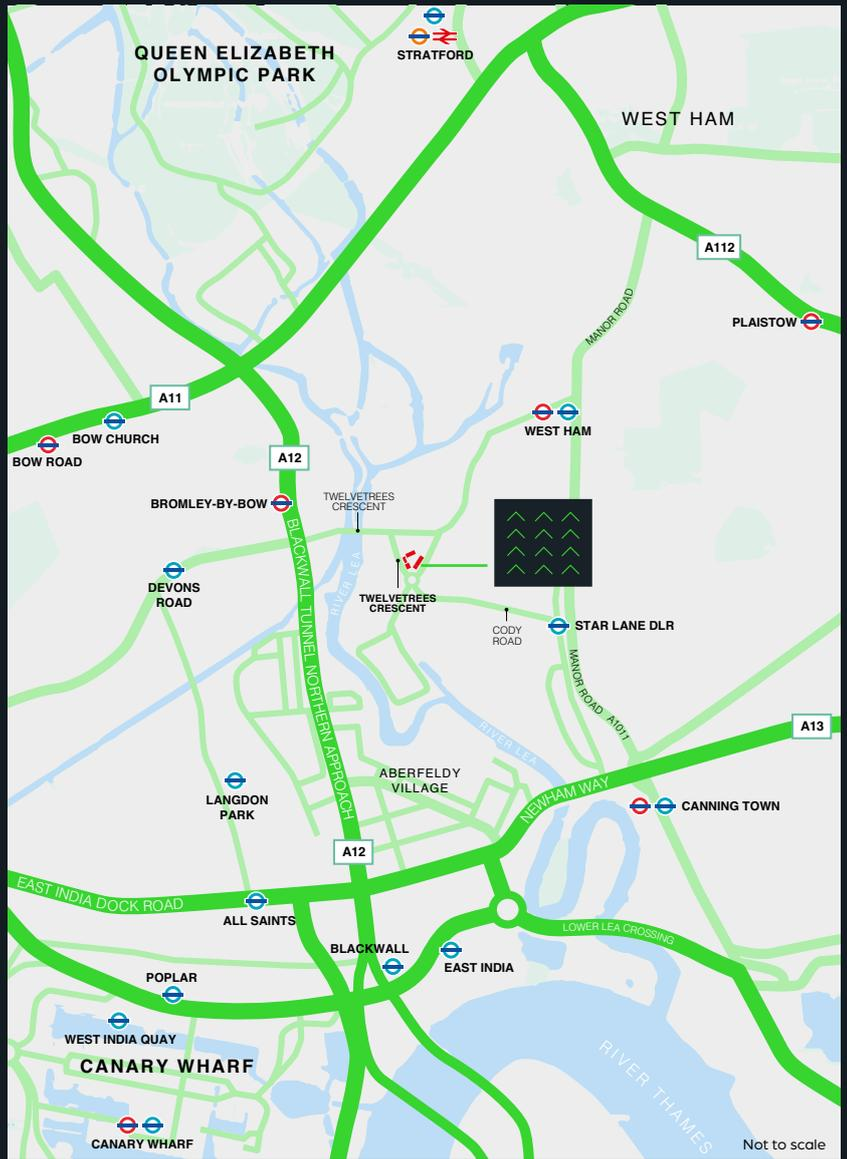 QUEEN ELIZABETH
OLYMPIC PARK
STRATFORD
WEST HAM
A112
PLAISTOW
MANOR ROAD
A11
BOW CHURCH
BOW ROAD
WEST HAM
A12
BROMLEY-BY-BOW
TWELVETREES
CRESCENT
DEVONS
ROAD
BLACKWALL TUNNEL NORTHERN APPROACH
RIVER LEA
TWELVETREES
CRESCENT
CODY
ROAD
STAR LANE DLR
MANOR ROAD A1011
A13
RIVER LEA
ABERFELDY
VILLAGE
NEWHAM WAY
LANGDON
PARK
CANNING TOWN
A12
EAST INDIA DOCK ROAD
ALL SAINTS
LOWER LEA CROSSING
BLACKWALL
EAST INDIA
POPLAR
WEST INDIA QUAY
CANARY WHARF
RIVER THAMES
CANARY WHARF
Not to scale